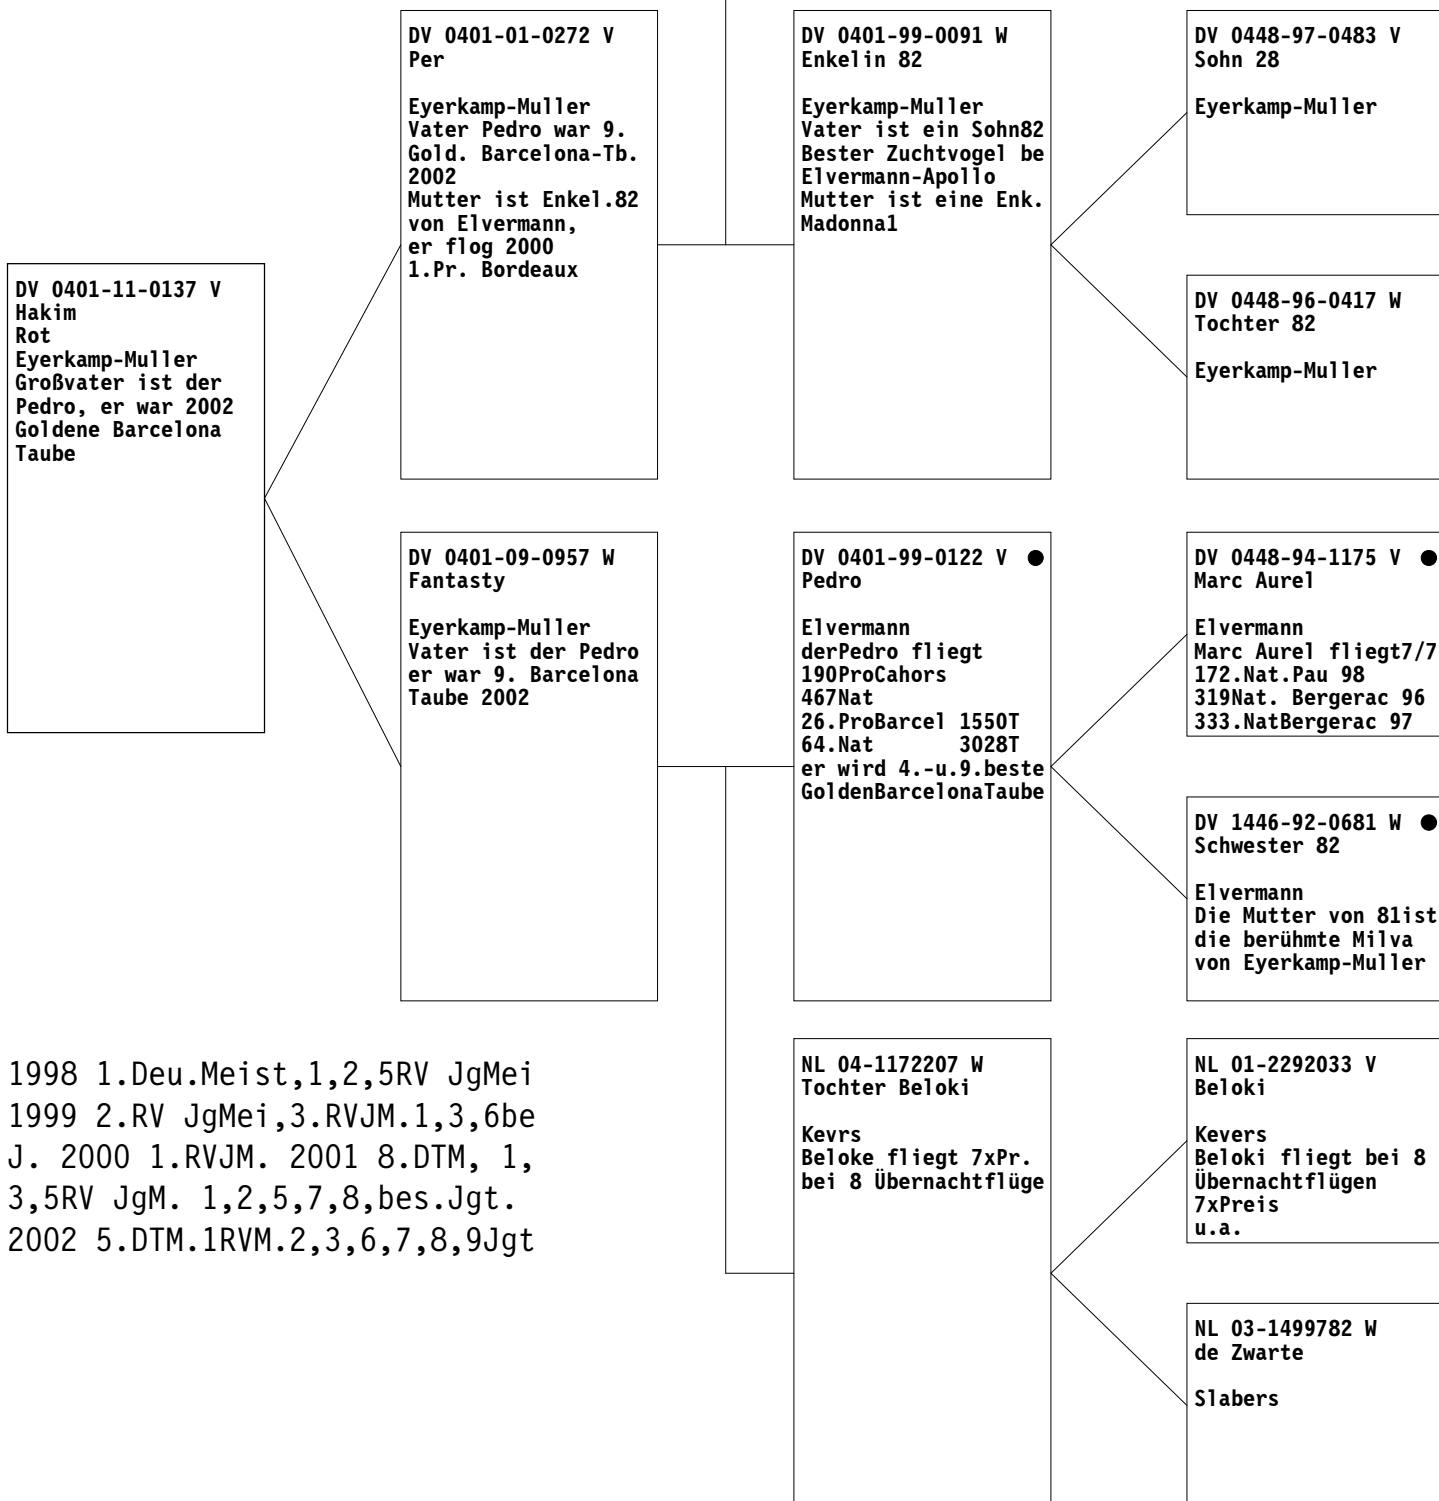 DV 0401-11-0137 V
Hakim
Rot
Eyerkamp-Muller
Großvater ist der
Pedro, er war 2002
Goldene Barcelona
Taube
DV 0401-01-0272 V
Per
Eyerkamp-Muller
Vater Pedro war 9.
Gold. Barcelona-Tb.
2002
Mutter ist Enkel.82
von Elvermann,
er flog 2000
1.Pr. Bordeaux
DV 0401-09-0957 W
Fantasty
Eyerkamp-Muller
Vater ist der Pedro
er war 9. Barcelona
Taube 2002
DV 0401-99-0091 W
Enkelin 82
Eyerkamp-Muller
Vater ist ein Sohn82
Bester Zuchtvogel be
Elvermann-Apollo
Mutter ist eine Enk.
Madonna1
DV 0401-99-0122 V ●
Pedro
Elvermann
derPedro fliegt
190ProCahors
467Nat
26.ProBarcel 1550T
64.Nat 3028T
er wird 4.-u.9.beste
GoldenBarcelonaTaube
NL 04-1172207 W
Tochter Beloki
Kevrs
Beloke fliegt 7xPr.
bei 8 Übernachtflüge
DV 0448-97-0483 V
Sohn 28
Eyerkamp-Muller
DV 0448-96-0417 W
Tochter 82
Eyerkamp-Muller
DV 0448-94-1175 V ●
Marc Aurel
Elvermann
Marc Aurel fliegt7/7
172.Nat.Pau 98
319Nat. Bergerac 96
333.NatBergerac 97
DV 1446-92-0681 W ●
Schwester 82
Elvermann
Die Mutter von 81ist
die berühmte Milva
von Eyerkamp-Muller
NL 01-2292033 V
Beloki
Kevers
Beloki fliegt bei 8
Übernachtflügen
7xPreis
u.a.
NL 03-1499782 W
de Zwarte
Slabers
1998 1.Deu.Meist,1,2,5RV JgMei
1999 2.RV JgMei,3.RVJM.1,3,6be
J. 2000 1.RVJM. 2001 8.DTM, 1,
3,5RV JgM. 1,2,5,7,8,bes.Jgt.
2002 5.DTM.1RVM.2,3,6,7,8,9Jgt